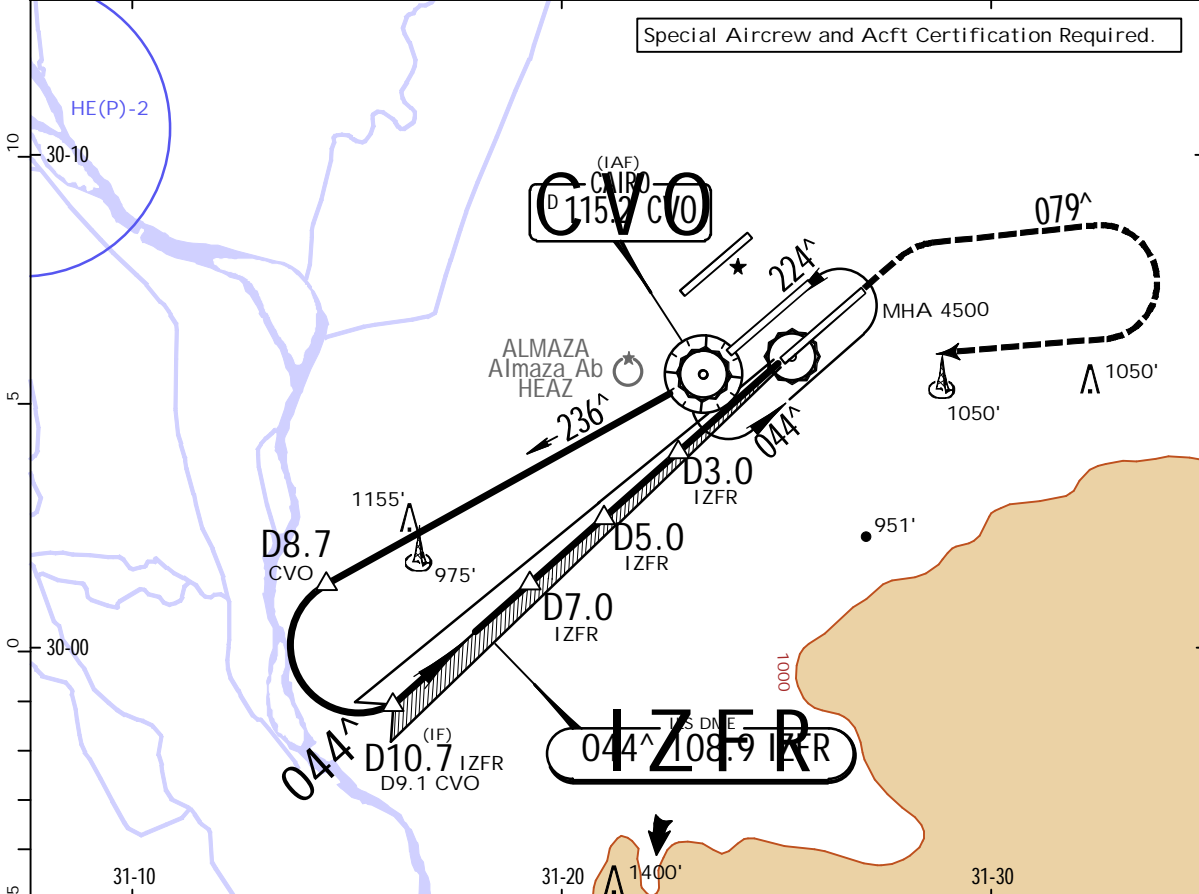 Special Aircrew and Acft Certification Required.
HE(P)-2
10
30-10
(IAF)
CAIRO
D 115.2 CVO
CVO
079^
224^
MHA 4500
ALMAZA
Almaza Ab
HEAZ
1050'
1050'
5
236^
044^
D3.0
IZFR
1155'
951'
D8.7
CVO
975'
D5.0
IZFR
D7.0
IZFR
0
30-00
1000
044^
(IF)
D10.7 IZFR
D9.1 CVO
ILS DME
044^ 108.9 IZFR
IZFR
1400'
5
31-10
31-20
31-30